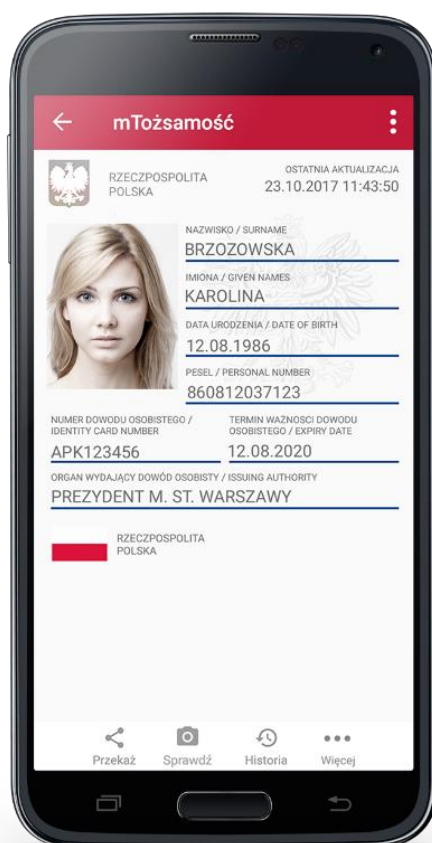 mTożsamość
RZECZPOSPOLITA
POLSKA
OSTATNIA AKTUALIZACJA
23.10.2017 11:43:50
NAZWISKO / SURNAME
BRZOZOWSKA
IMIONA / GIVEN NAMES
KAROLINA
DATA URODZENIA / DATE OF BIRTH
12.08.1986
PESEL / PERSONAL NUMBER
860812037123
NUMER DOWODU OSOBISTEGO /
IDENTITY CARD NUMBER
APK123456
TERMIN WAŻNOSCI DOWODU
OSOBISTEGO / EXPIRY DATE
12.08.2020
ORGAN WYDAJĄCY DOWÓD OSOBISTY / ISSUING AUTHORITY
PREZYDENT M. ST. WARSZAWY
RZECZPOSPOLITA
POLSKA
Przekaż
Sprawdź
Historia
Więcej